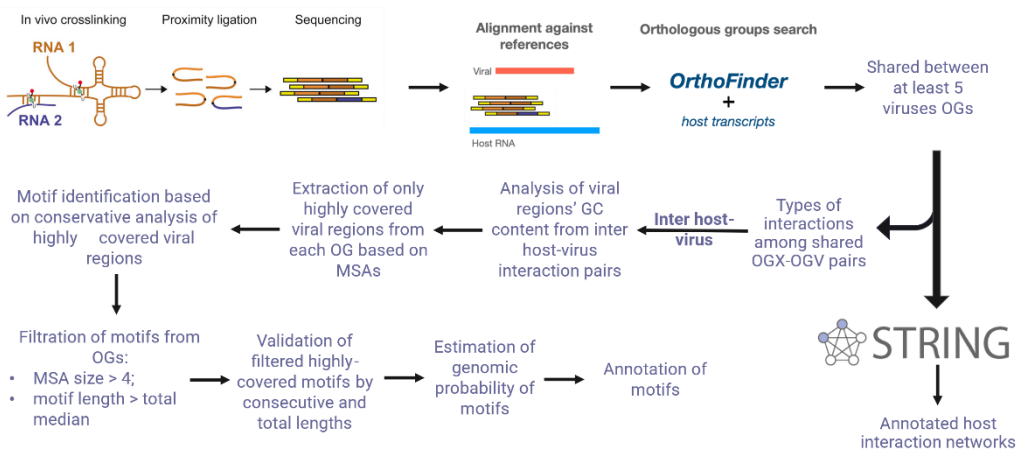 In vivo crosslinking
Proximity ligation
Sequencing
RNA 1
RNA 2
Alignment against
references
Viral
Host RNA
Orthologous groups search
OrthoFinder
+
host transcripts
Shared between
at least 5
viruses OGs
Types of
interactions
among shared
OGX-OGV pairs
Inter host-
virus
Analysis of viral
regions' GC
content from inter
host-virus
interaction pairs
Extraction of only
highly covered
viral regions from
each OG based on
MSAs
Motif identification based
on conservative analysis of
highly covered viral
regions
Filtration of motifs from
OGs:
• MSA size > 4;
• motif length > total
median
Validation of
filtered highly-
covered motifs by
consecutive and
total lengths
Estimation of
genomic
probability of
motifs
Annotation of
motifs
STRING
Annotated host
interaction networks